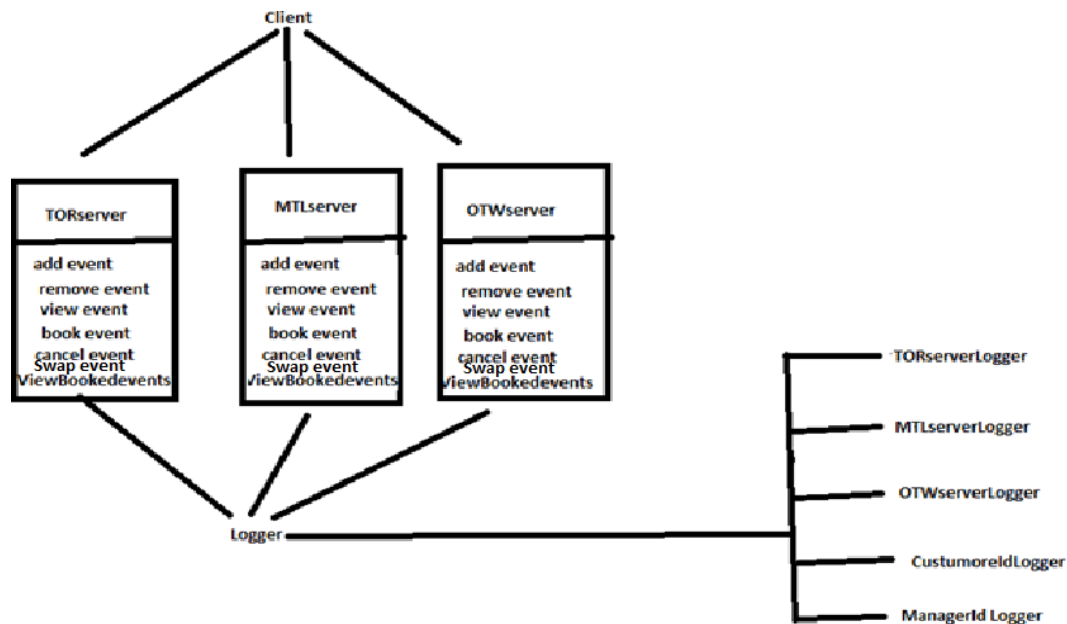 Client
TORserver
add event
remove event
view event
book event
cancel event
Swap event
ViewBookedevents
MTLserver
add event
remove event
view event
book event
cancel event
Swap event
ViewBookedevents
OTWserver
add event
remove event
view event
book event
cancel event
Swap event
ViewBookedevents
Logger
TORserverLogger
MTLserverLogger
OTWserverLogger
CustumoreIdLogger
ManagerId Logger